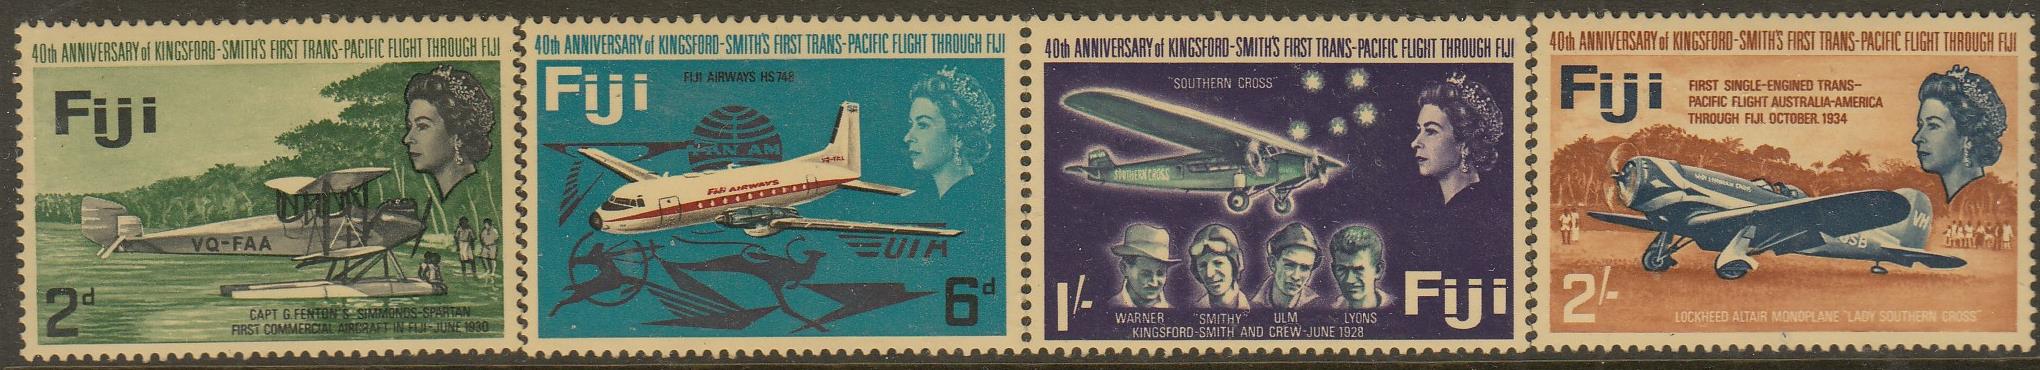 40th ANNIVERSARY of KINGSFORD-SMITH'S FIRST TRANS-PACIFIC FLIGHT THROUGH FIJI
Fiji
VQ-FAA
2d
CAPT G. FENTON'S SIMMONDS-SPARTAN
FIRST COMMERCIAL AIRCRAFT IN FIJI-JUNE 1930
40th ANNIVERSARY of KINGSFORD-SMITH'S FIRST TRANS-PACIFIC FLIGHT THROUGH FIJI
FIJI AIRWAYS HS748
Fiji
PAN AM
FIJI AIRWAYS
UTA
6d
40th ANNIVERSARY of KINGSFORD-SMITH'S FIRST TRANS-PACIFIC FLIGHT THROUGH FIJI
"SOUTHERN CROSS"
SOUTHERN CROSS
1/-
Fiji
WARNER "SMITHY" ULM LYONS
KINGSFORD-SMITH AND CREW-JUNE 1928
40th ANNIVERSARY of KINGSFORD-SMITH'S FIRST TRANS-PACIFIC FLIGHT THROUGH FIJI
Fiji
FIRST SINGLE-ENGINED TRANS-
PACIFIC FLIGHT AUSTRALIA-AMERICA
THROUGH FIJI. OCTOBER. 1934
LADY SOUTHERN CROSS
VH
USB
2/-
LOCKHEED ALTAIR MONOPLANE "LADY SOUTHERN CROSS"